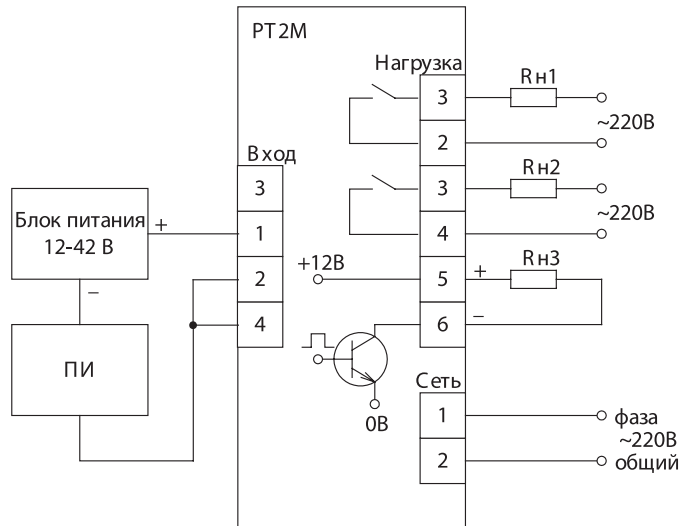 РТ2М
Нагрузка
Rн1
3
~220В
2
Вход
3
3
Rн2
~220В
Блок питания
12-42 В
+
1
4
+12В
2
5
+
Rн3
−
4
6
−
ПИ
Сеть
0В
1
фаза
~220В
2
общий